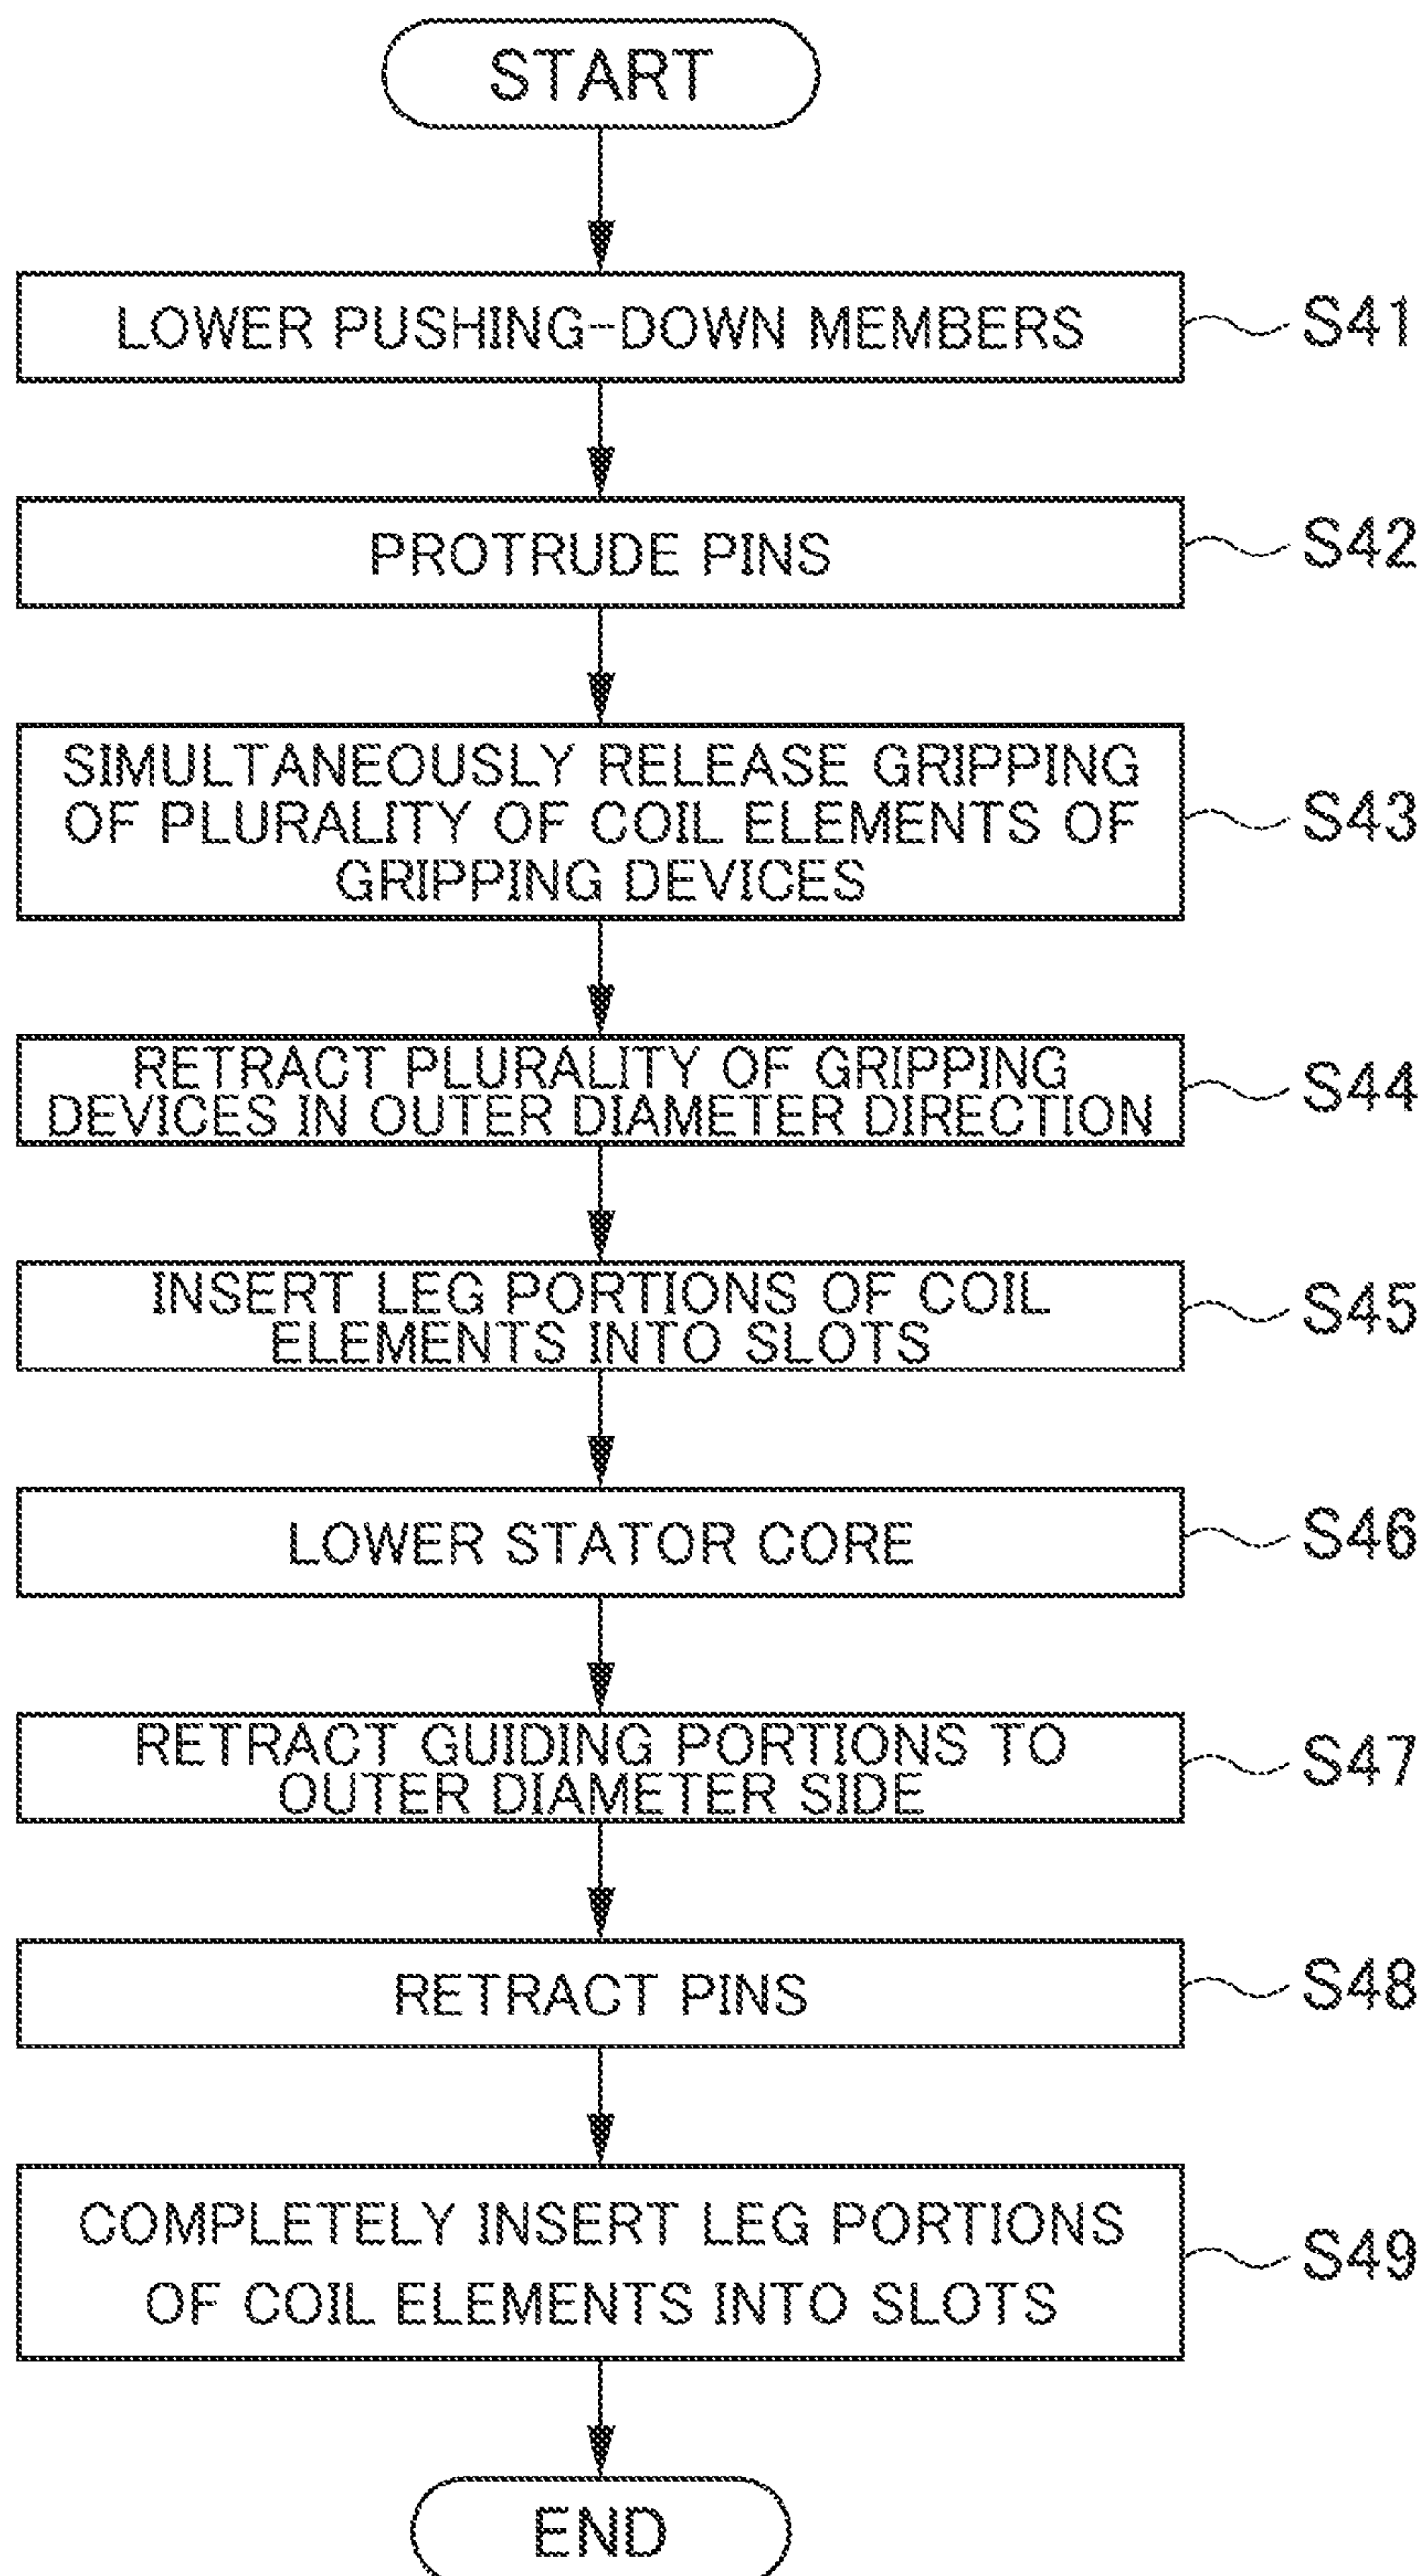 START
LOWER PUSHING-DOWN MEMBERS
S41
PROTRUDE PINS
S42
SIMULTANEOUSLY RELEASE GRIPPING
OF PLURALITY OF COIL ELEMENTS OF
GRIPPING DEVICES
S43
RETRACT PLURALITY OF GRIPPING
DEVICES IN OUTER DIAMETER DIRECTION
S44
INSERT LEG PORTIONS OF COIL
ELEMENTS INTO SLOTS
S45
LOWER STATOR CORE
S46
RETRACT GUIDING PORTIONS TO
OUTER DIAMETER SIDE
S47
RETRACT PINS
S48
COMPLETELY INSERT LEG PORTIONS
OF COIL ELEMENTS INTO SLOTS
S49
END